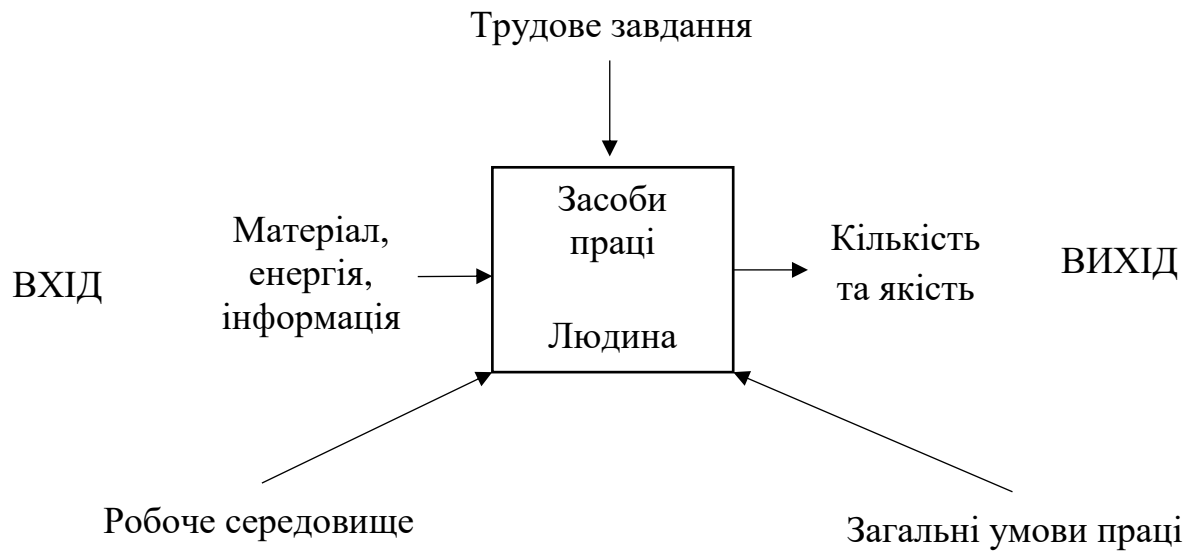 Трудове завдання
ВХІД
Матеріал,
енергія,
інформація
Засоби
праці
Людина
Кількість
та якість
ВИХІД
Робоче середовище
Загальні умови праці